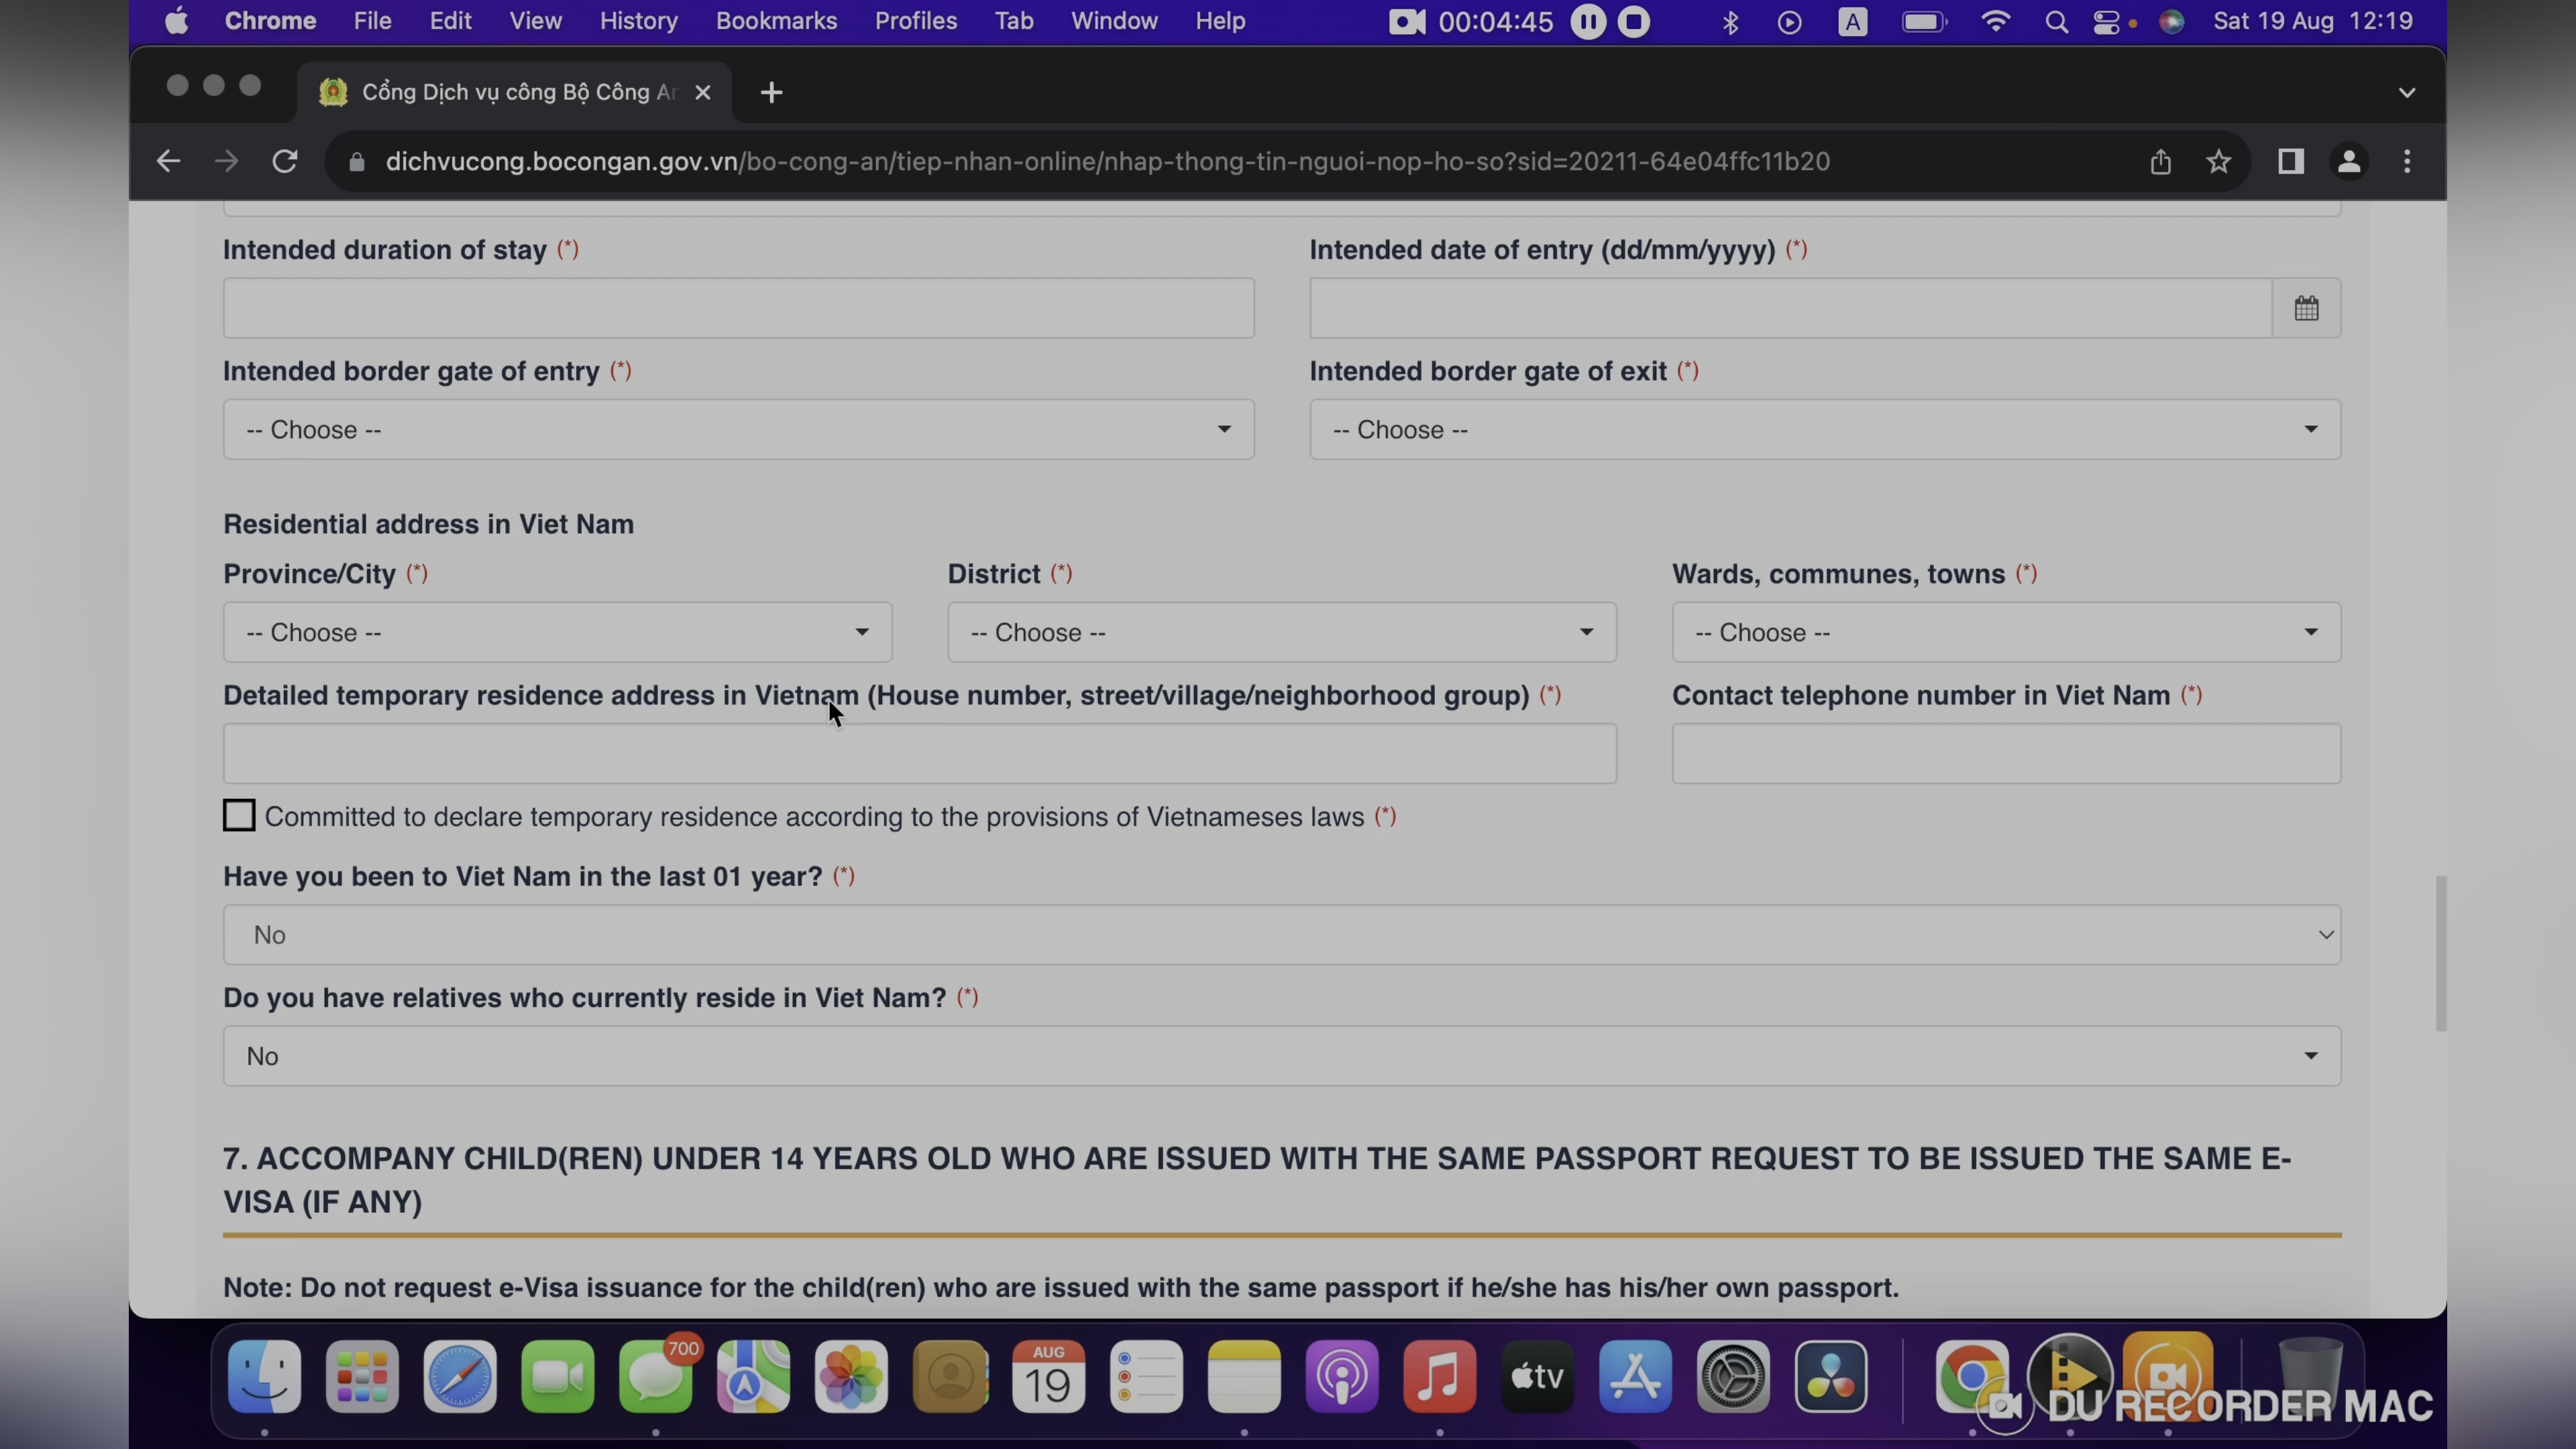 Chrome File Edit View History Bookmarks Profiles Tab Window Help 00:04:45 A Sat 19 Aug 12:19
Cổng Dịch vụ công Bộ Công An
dichvucong.bocongan.gov.vn/bo-cong-an/tiep-nhan-online/nhap-thong-tin-nguoi-nop-ho-so?sid=20211-64e04ffc11b20
Intended duration of stay (*) Intended date of entry (dd/mm/yyyy) (*)
Intended border gate of entry (*) Intended border gate of exit (*)
-- Choose -- -- Choose --
Residential address in Viet Nam
Province/City (*) District (*) Wards, communes, towns (*)
-- Choose -- -- Choose -- -- Choose --
Detailed temporary residence address in Vietnam (House number, street/village/neighborhood group) (*) Contact telephone number in Viet Nam (*)
Committed to declare temporary residence according to the provisions of Vietnameses laws (*)
Have you been to Viet Nam in the last 01 year? (*)
No
Do you have relatives who currently reside in Viet Nam? (*)
No
7. ACCOMPANY CHILD(REN) UNDER 14 YEARS OLD WHO ARE ISSUED WITH THE SAME PASSPORT REQUEST TO BE ISSUED THE SAME E-
VISA (IF ANY)
Note: Do not request e-Visa issuance for the child(ren) who are issued with the same passport if he/she has his/her own passport.
700
AUG
19
tv
DU RECORDER MAC